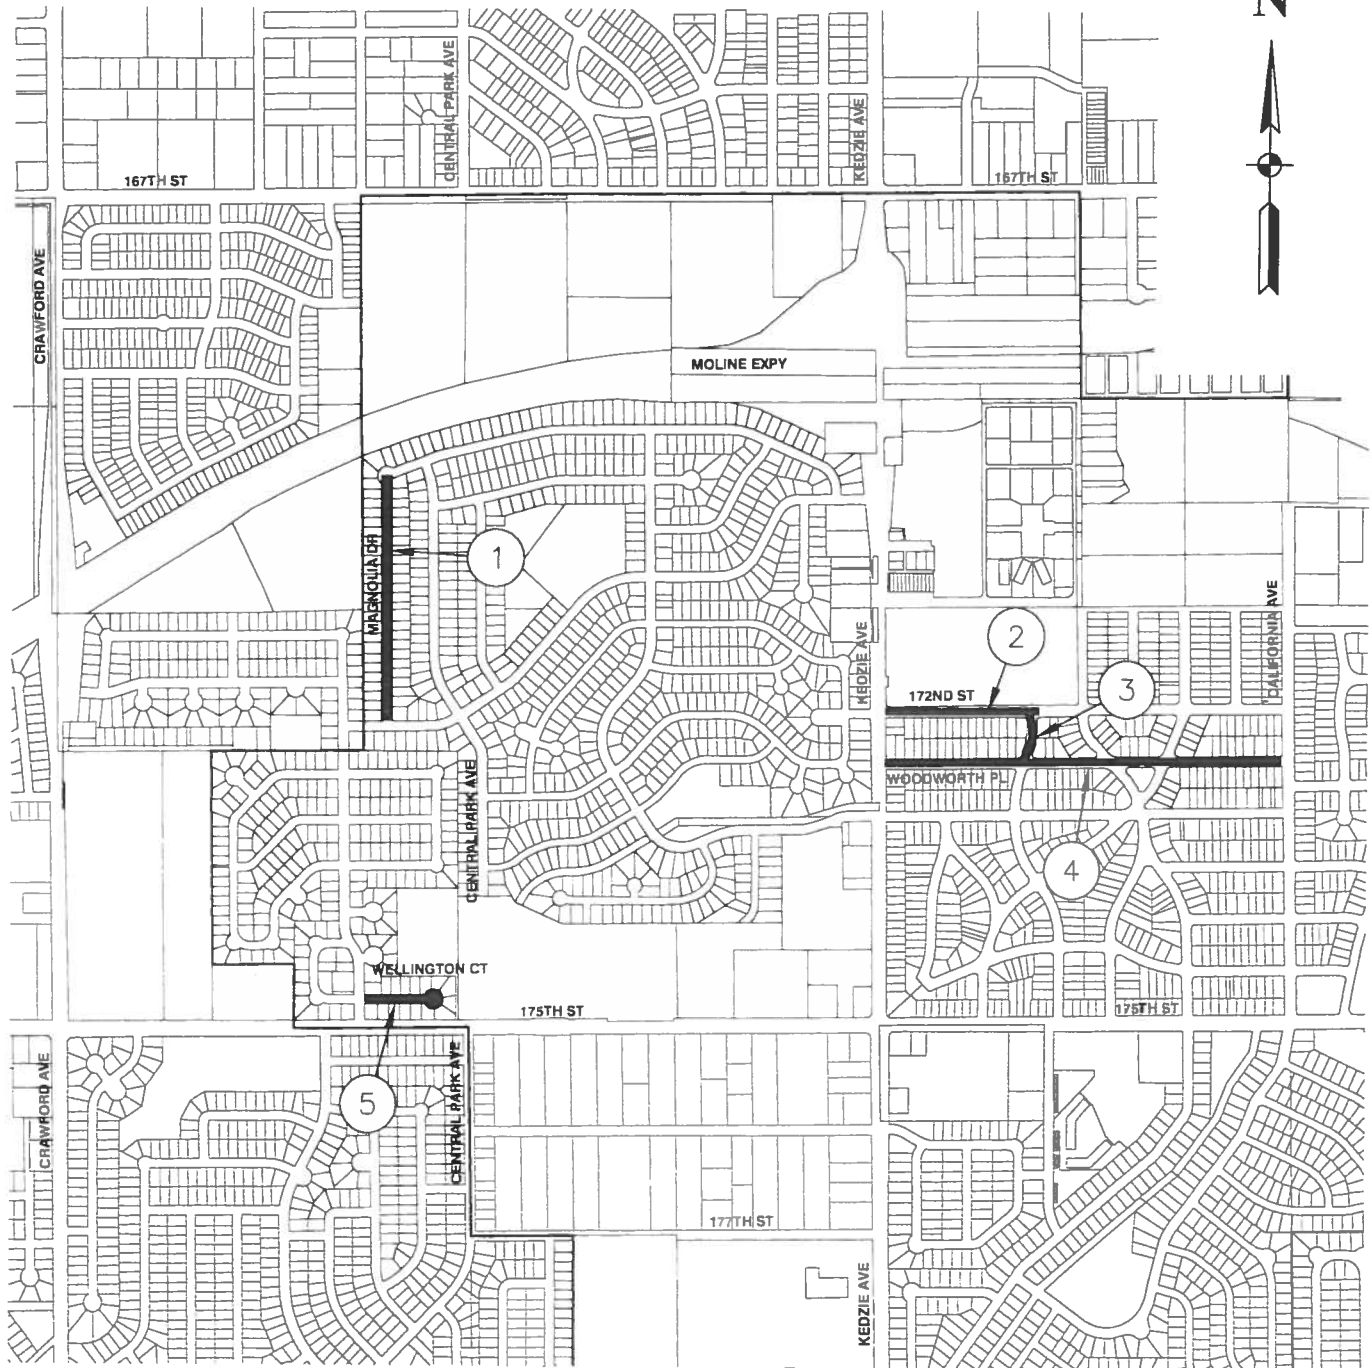 N
CENTRAL PARK AVE
KEDZIE AVE
167TH ST
167TH ST
CRAWFORD AVE
MOLINE EXPY
MAGNOLIA DR
1
2
CALIFORNIA AVE
KEDZIE AVE
172ND ST
3
WOODWORTH PL
CENTRAL PARK AVE
4
WELLINGTON CT
175TH ST
175TH ST
CRAWFORD AVE
CENTRAL PARK AVE
5
177TH ST
KEDZIE AVE